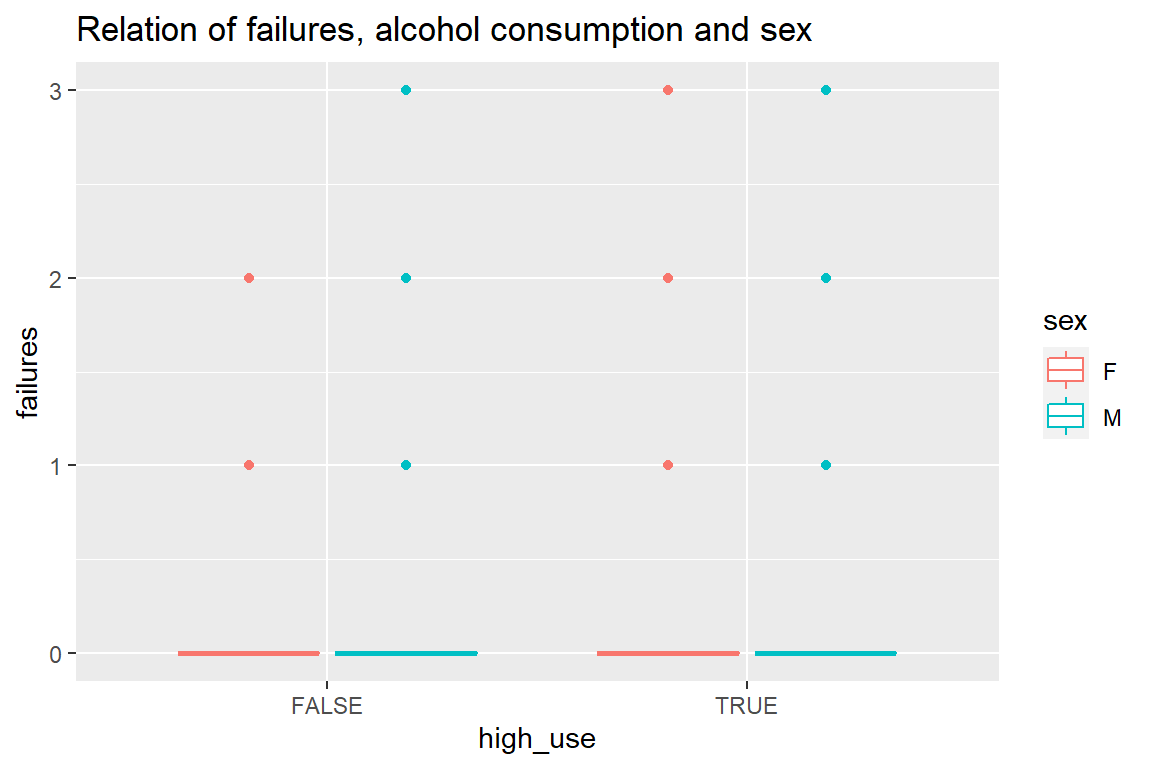 Relation of failures, alcohol consumption and sex
3
2
1
0
failures
FALSE
TRUE
high_use
sex
F
M